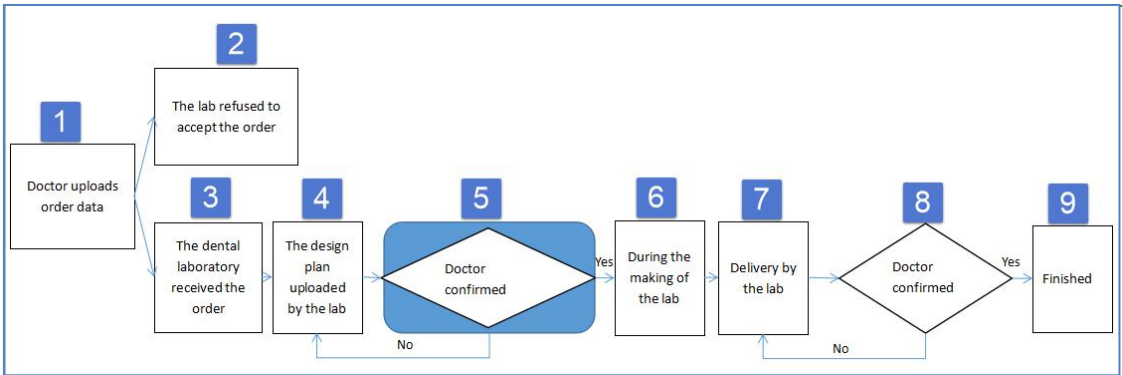 1
Doctor uploads
order data
2
The lab refused to
accept the order
3
The dental
laboratory
received the
order
4
The design
plan
uploaded
by the lab
5
Doctor
confirmed
Yes
No
6
During the
making of
the lab
7
Delivery by
the lab
8
Doctor
confirmed
Yes
No
9
Finished